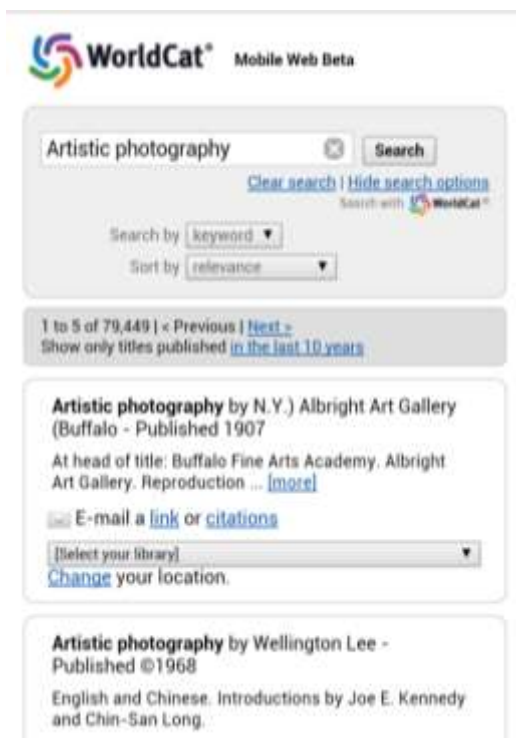 WorldCat® Mobile Web Beta
Artistic photography Search
Clear search | Hide search options
Search with WorldCat®
Search by keyword ▼
Sort by relevance ▼
1 to 5 of 79,449 | < Previous | Next >
Show only titles published in the last 10 years
Artistic photography by N.Y.) Albright Art Gallery
(Buffalo - Published 1907
At head of title: Buffalo Fine Arts Academy. Albright
Art Gallery. Reproduction ... [more]
E-mail a link or citations
[Select your library] ▼
Change your location.
Artistic photography by Wellington Lee -
Published ©1968
English and Chinese. Introductions by Joe E. Kennedy
and Chin-San Long.